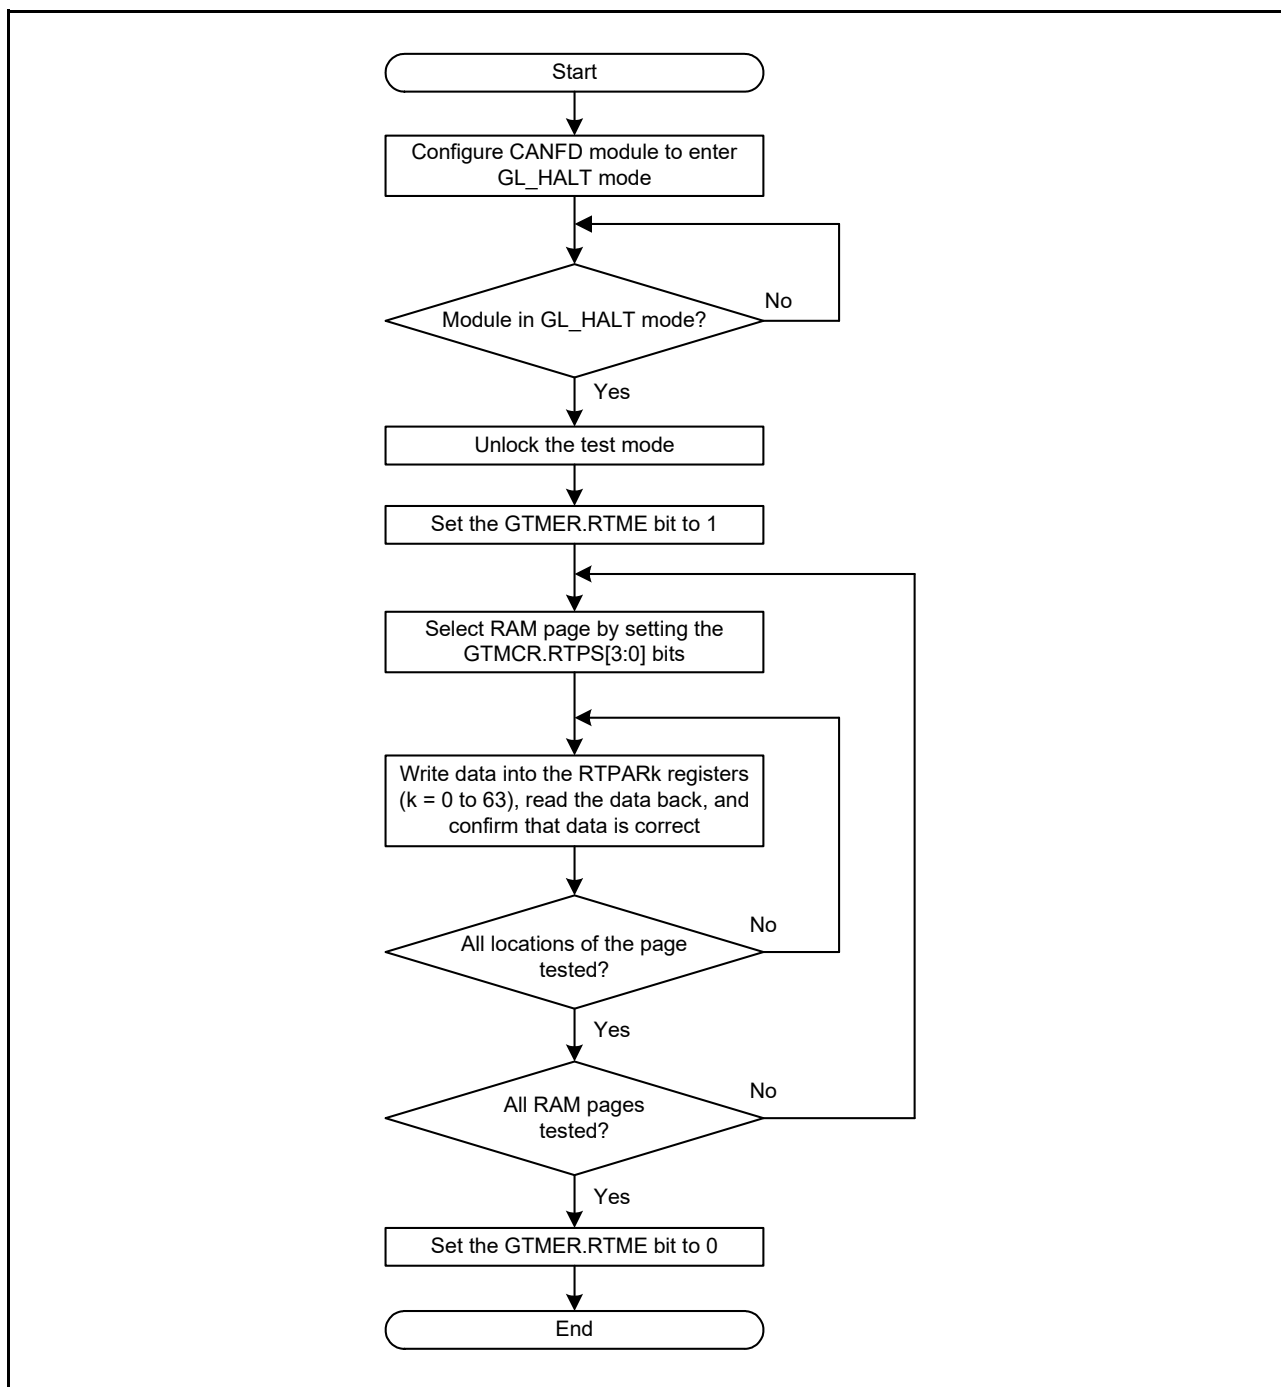 Start
Configure CANFD module to enter
GL_HALT mode
Module in GL_HALT mode?
No
Yes
Unlock the test mode
Set the GTMER.RTME bit to 1
Select RAM page by setting the
GTMCR.RTPS[3:0] bits
Write data into the RTPARk registers
(k = 0 to 63), read the data back, and
confirm that data is correct
All locations of the page
tested?
No
Yes
All RAM pages
tested?
No
Yes
Set the GTMER.RTME bit to 0
End